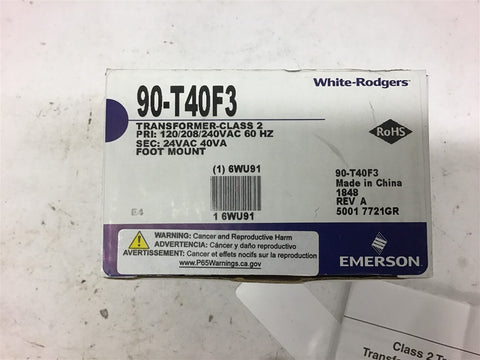 White-Rodgers™
90-T40F3
TRANSFORMER-CLASS 2
PRI: 120/208/240VAC 60 HZ
SEC: 24VAC 40VA
FOOT MOUNT
RoHS
(1) 6WU91
1 6WU91
E4
90-T40F3
Made in China
1848
REV A
5001 7721GR
WARNING: Cancer and Reproductive Harm
ADVERTENCIA: Cáncer y daño reproductivo
AVERTISSEMENT: Cancer et effets nocifs sur la reproduction
www.P65Warnings.ca.gov
EMERSON
Class 2